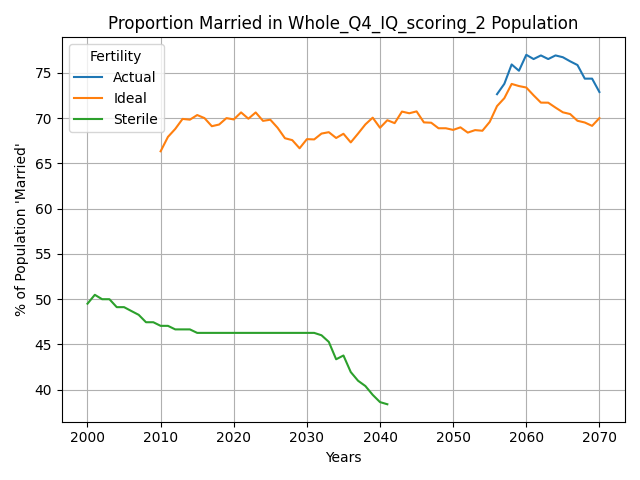 Proportion Married in Whole_Q4_IQ_scoring_2 Population
Fertility
Actual
Ideal
Sterile
% of Population 'Married'
75
70
65
60
55
50
45
40
2000 2010 2020 2030 2040 2050 2060 2070
Years